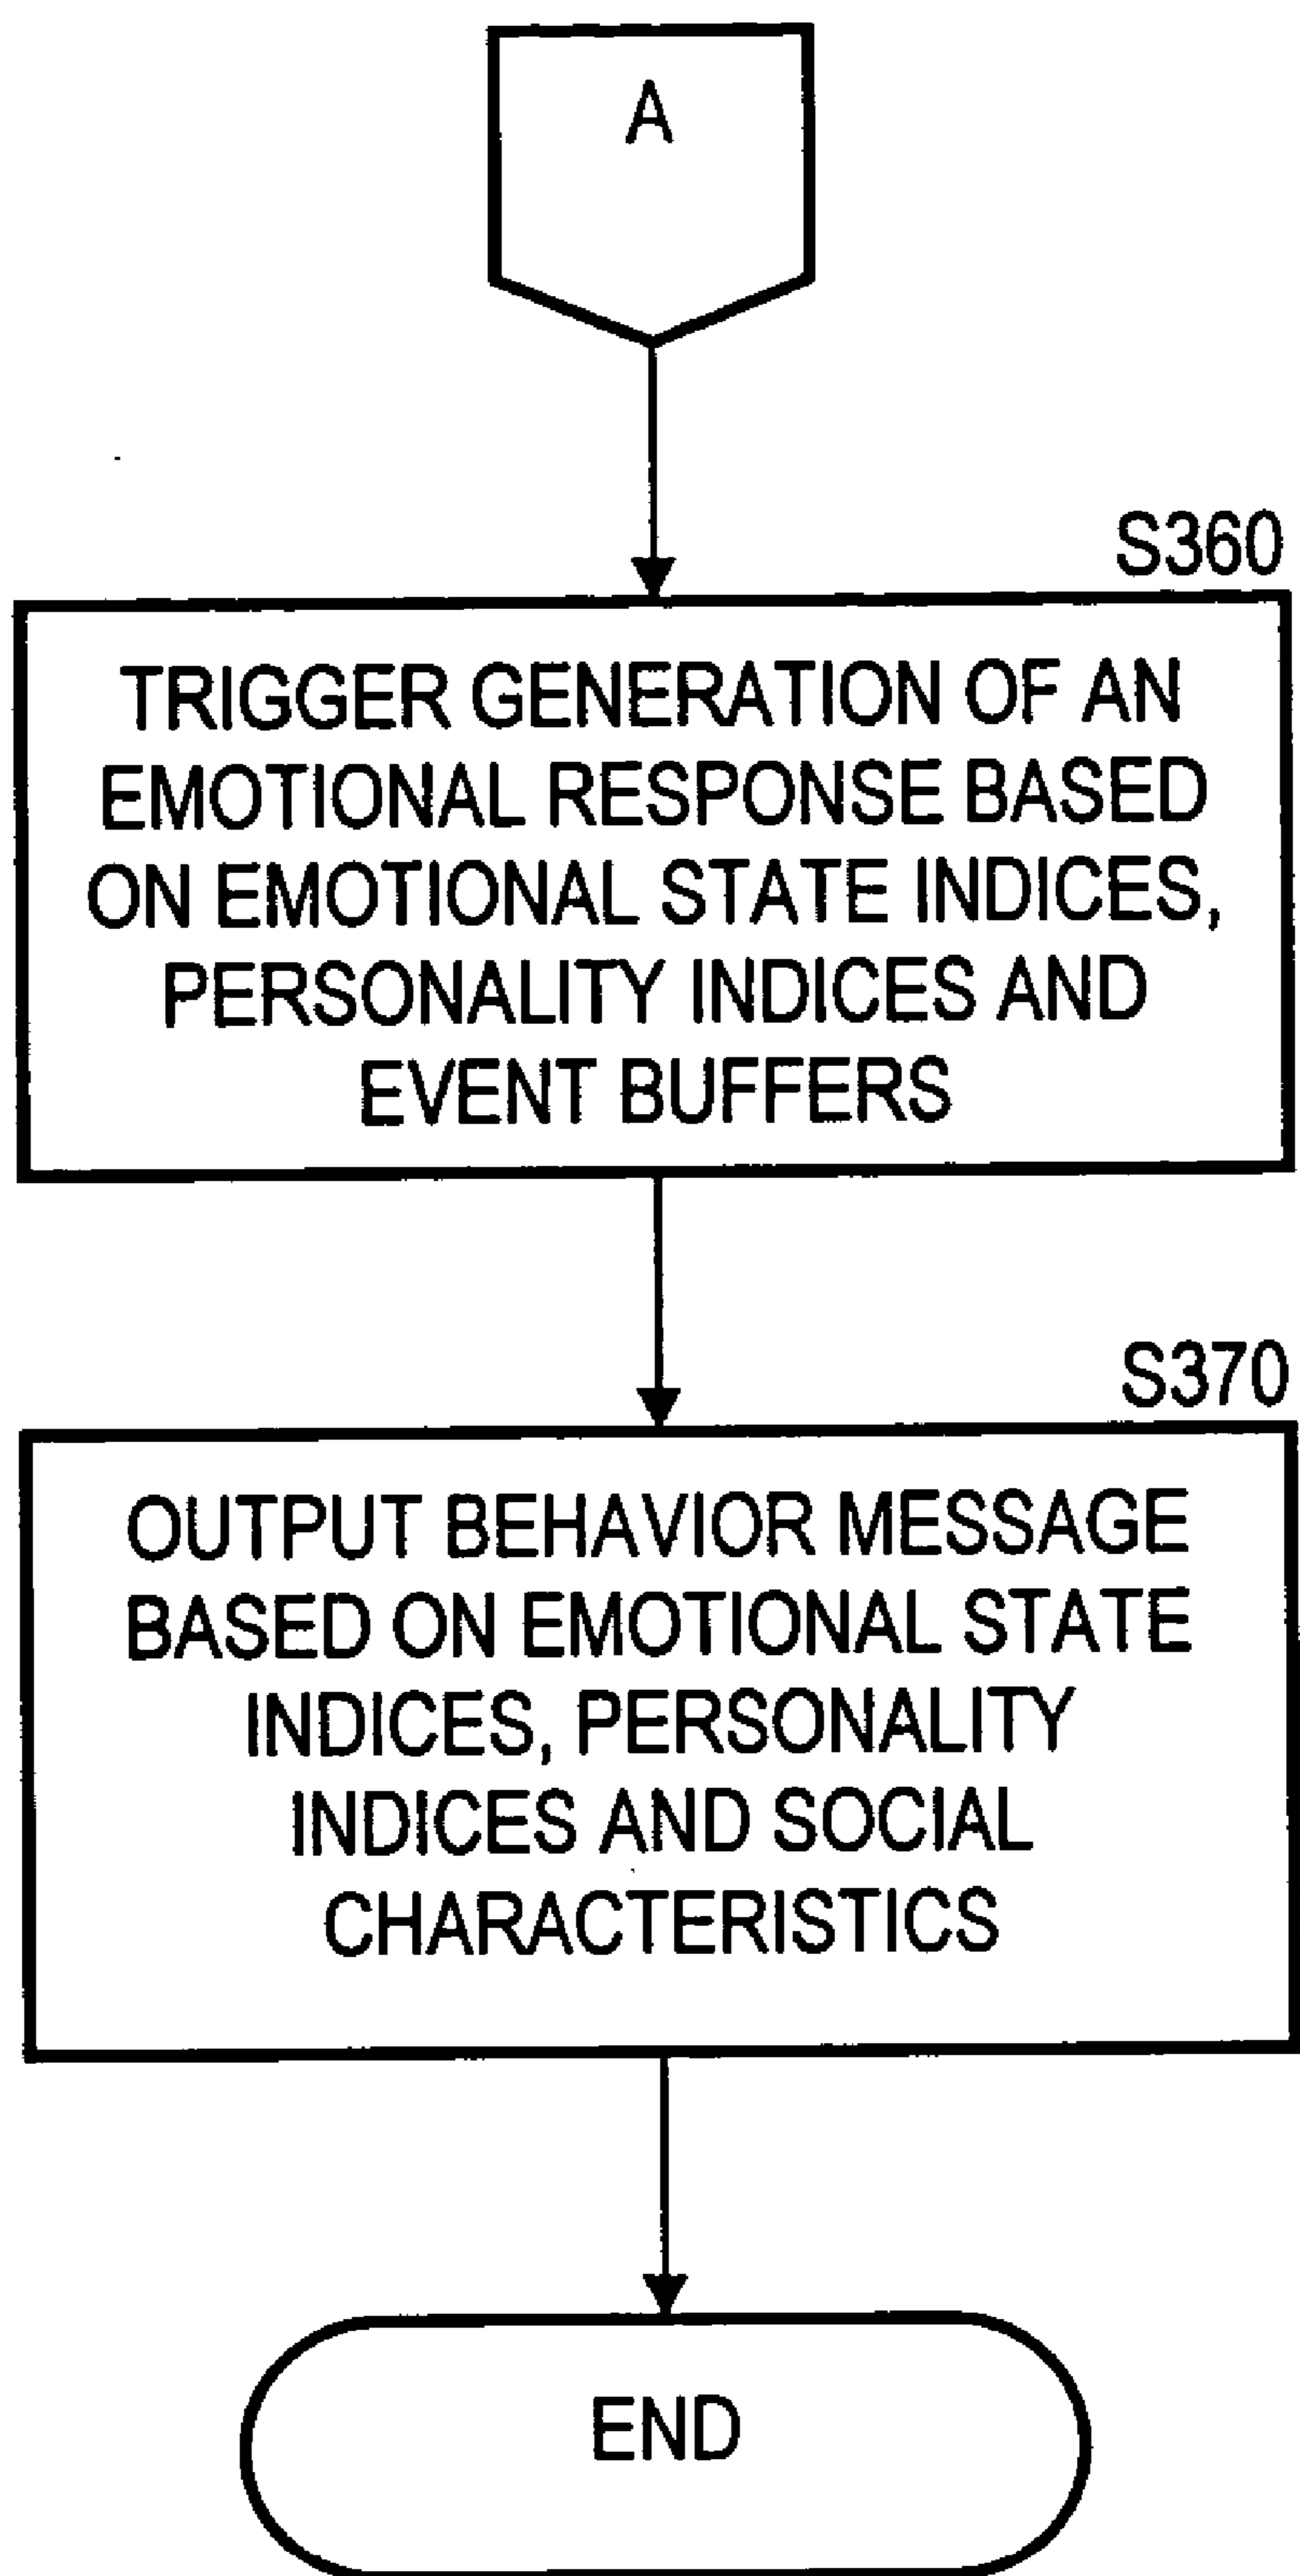 A
S360
TRIGGER GENERATION OF AN
EMOTIONAL RESPONSE BASED
ON EMOTIONAL STATE INDICES,
PERSONALITY INDICES AND
EVENT BUFFERS
S370
OUTPUT BEHAVIOR MESSAGE
BASED ON EMOTIONAL STATE
INDICES, PERSONALITY
INDICES AND SOCIAL
CHARACTERISTICS
END